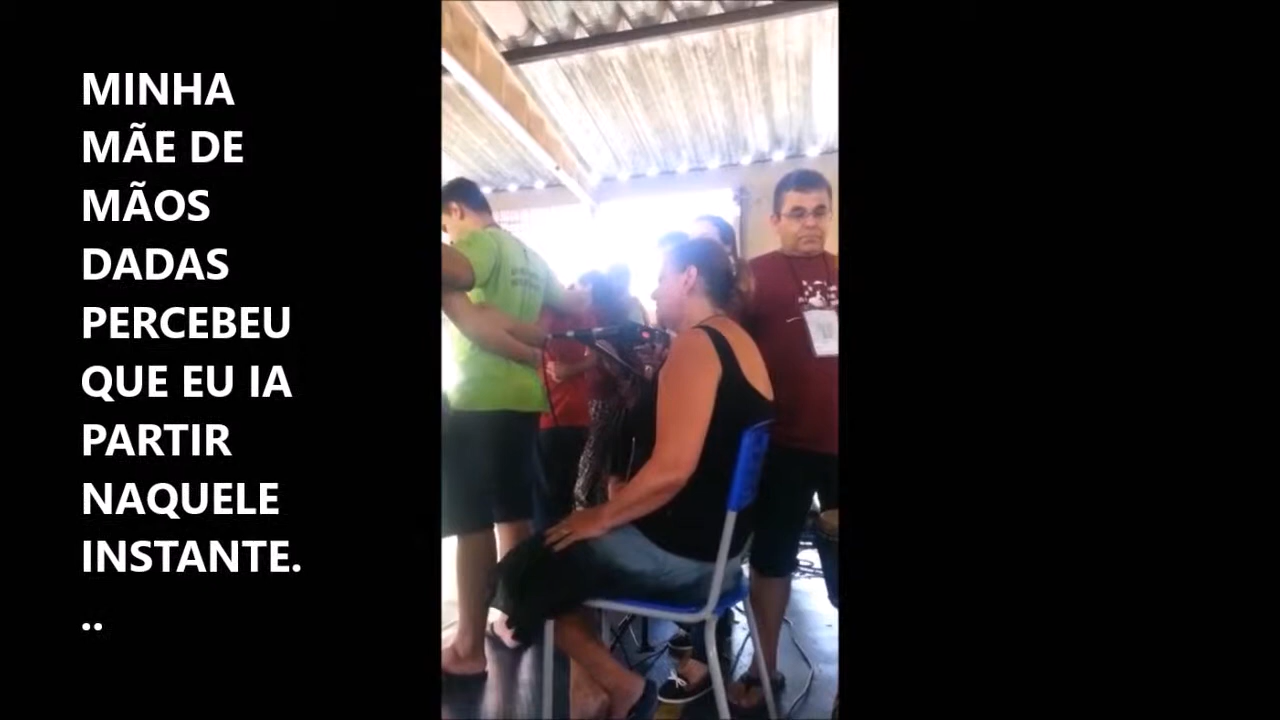 MINHA
MÃE DE
MÃOS
DADAS
PERCEBEU
QUE EU IA
PARTIR
NAQUELE
INSTANTE.
..